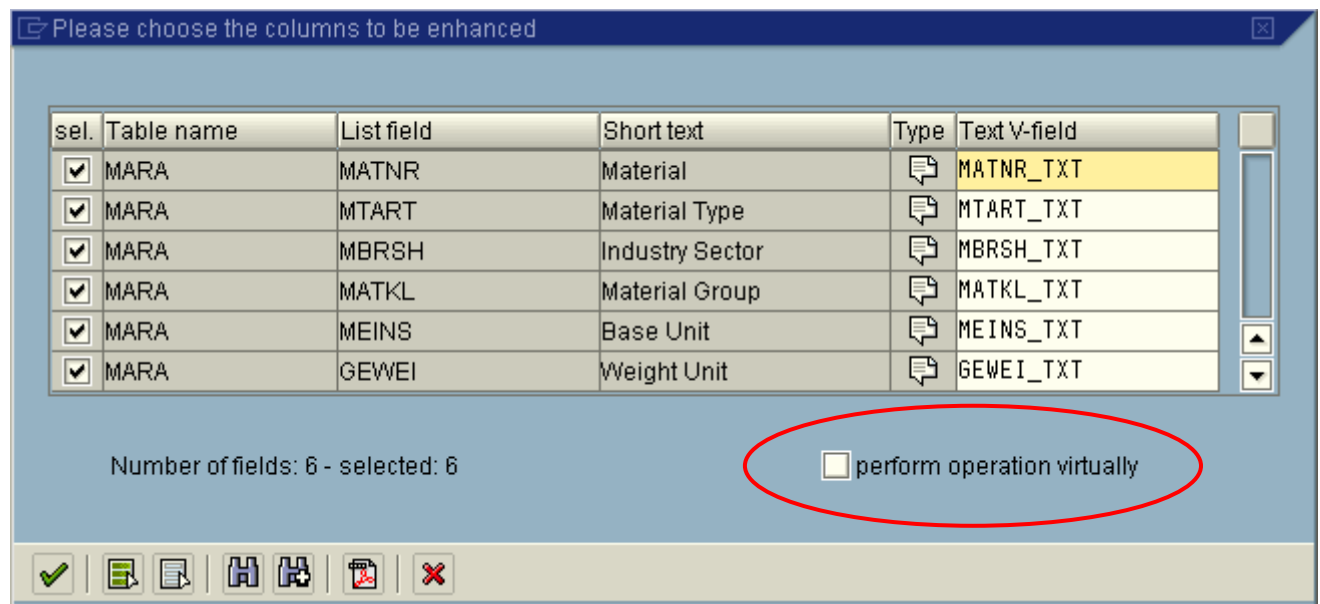 Please choose the columns to be enhanced
sel. Table name List field Short text Type Text V-field
MARA MATNR Material MATNR_TXT
MARA MTART Material Type MTART_TXT
MARA MBRSH Industry Sector MBRSH_TXT
MARA MATKL Material Group MATKL_TXT
MARA MEINS Base Unit MEINS_TXT
MARA GEWEI Weight Unit GEWEI_TXT
Number of fields: 6 - selected: 6 perform operation virtually